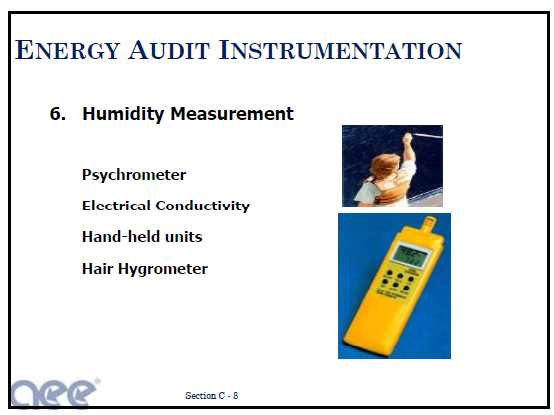 ENERGY AUDIT INSTRUMENTATION
6. Humidity Measurement
Psychrometer
Electrical Conductivity
Hand-held units
Hair Hygrometer
aee®
Section C - 8